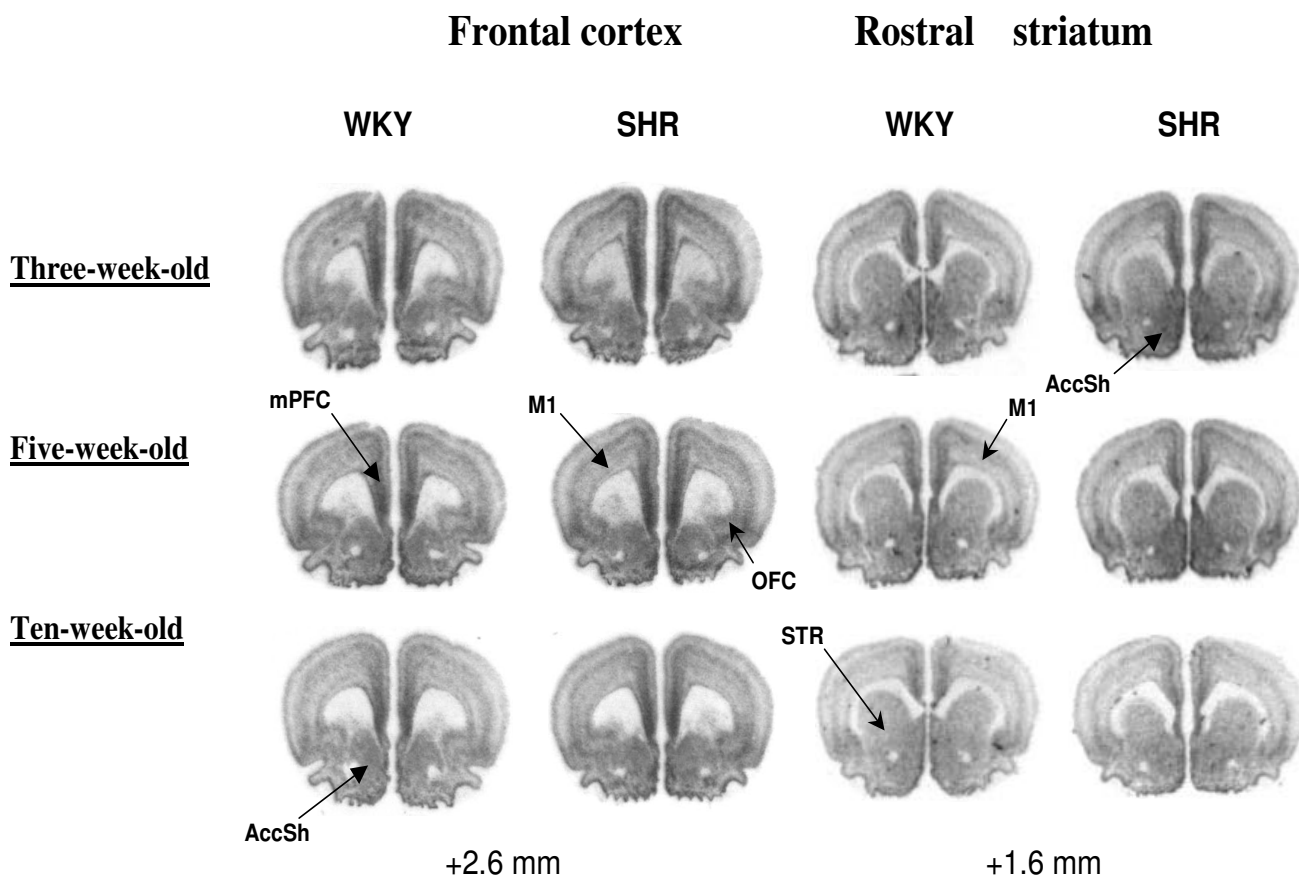 Frontal cortex Rostral striatum
WKY SHR WKY SHR
Three-week-old
AccSh
mPFC M1 M1
Five-week-old
OFC
Ten-week-old
STR
AccSh
+2.6 mm +1.6 mm